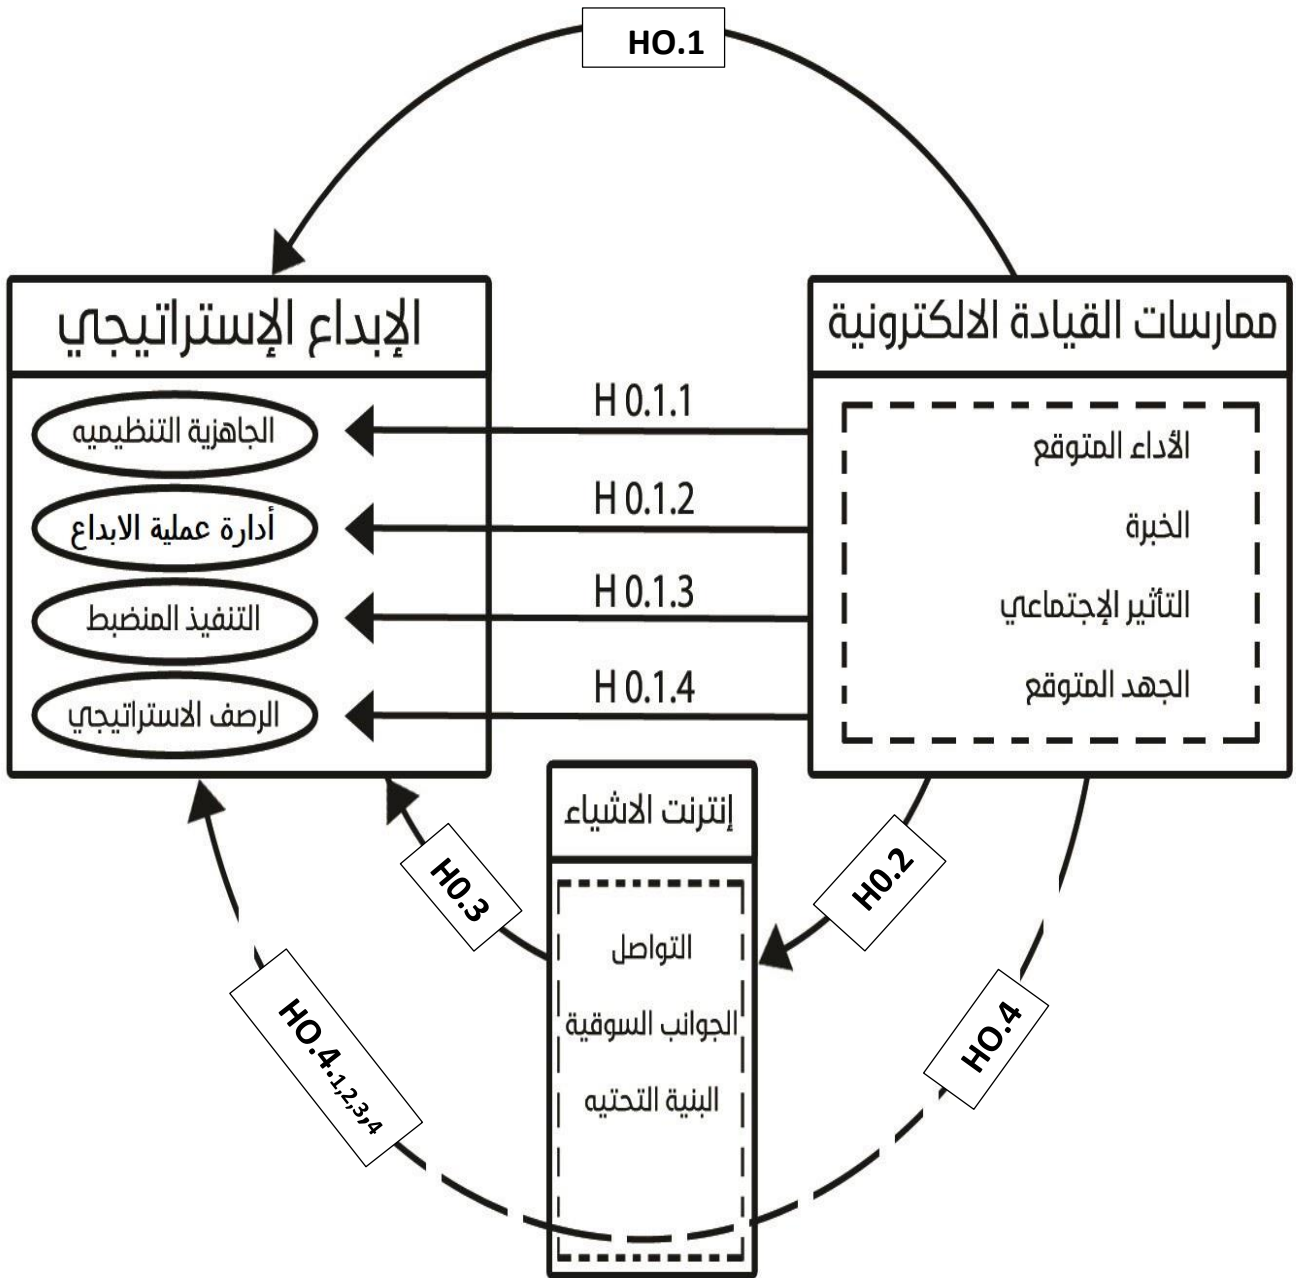 HO.1
ممارسات القيادة الالكترونية
الأداء المتوقع
الخبرة
التأثير الإجتماعي
الجهد المتوقع
H 0.1.1
H 0.1.2
H 0.1.3
H 0.1.4
الإبداع الإستراتيجي
الجاهزية التنظيميه
أدارة عملية الابداع
التنفيذ المنضبط
الرصف الاستراتيجي
إنترنت الاشياء
التواصل
الجوانب السوقية
البنية التحتيه
H0.2
H0.3
HO.4
HO.4.1,2,3,4